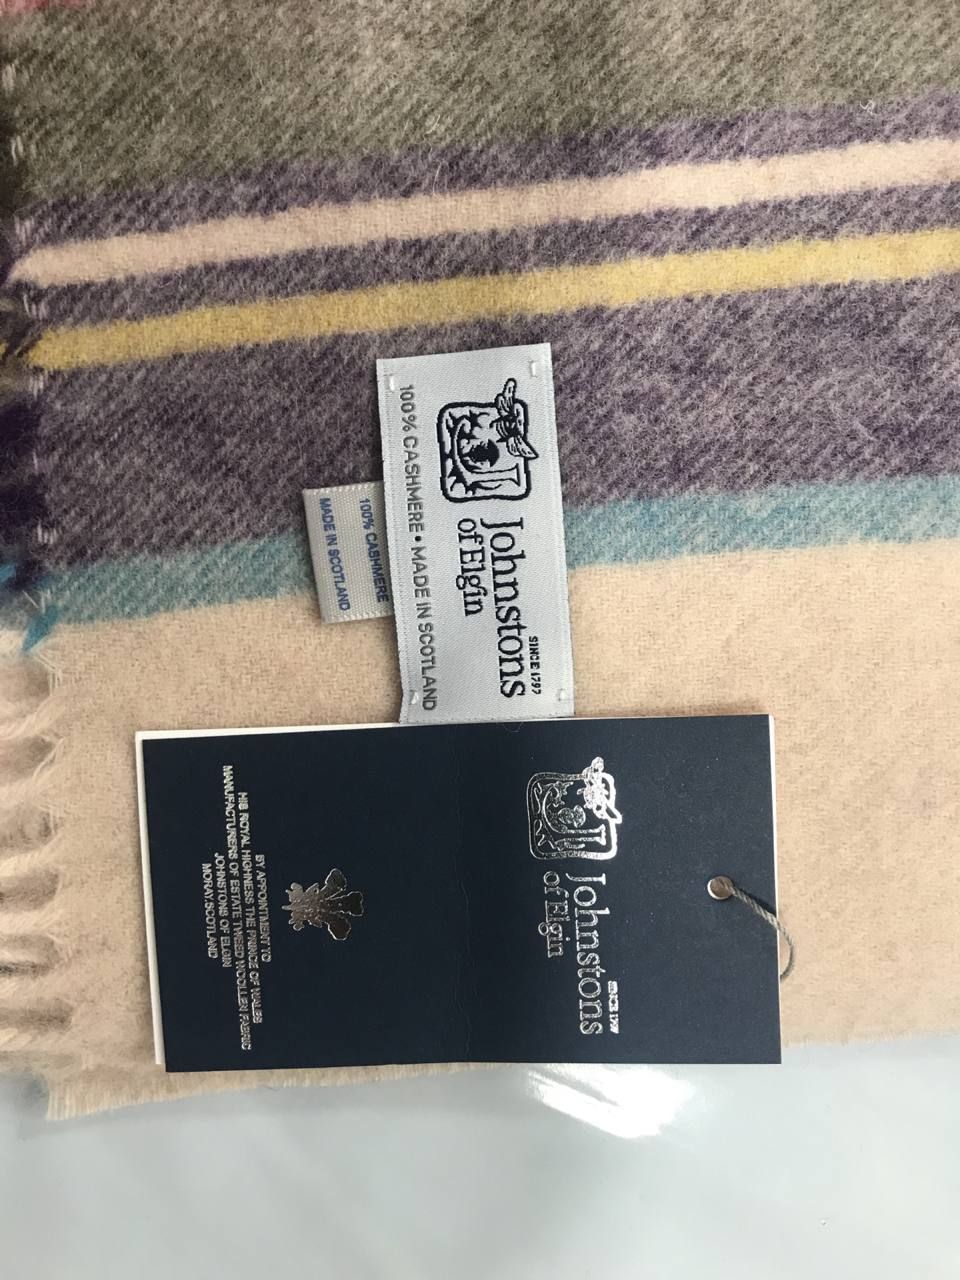 Johnstons
of Elgin
SINCE 1797
100% CASHMERE • MADE IN SCOTLAND
100% CASHMERE
MADE IN SCOTLAND
Johnstons
of Elgin
SINCE 1797
BY APPOINTMENT TO
HIS ROYAL HIGHNESS THE PRINCE OF WALES
MANUFACTURERS OF ESTATE TWEED WOOLLEN FABRIC
JOHNSTONS OF ELGIN
MORAY, SCOTLAND